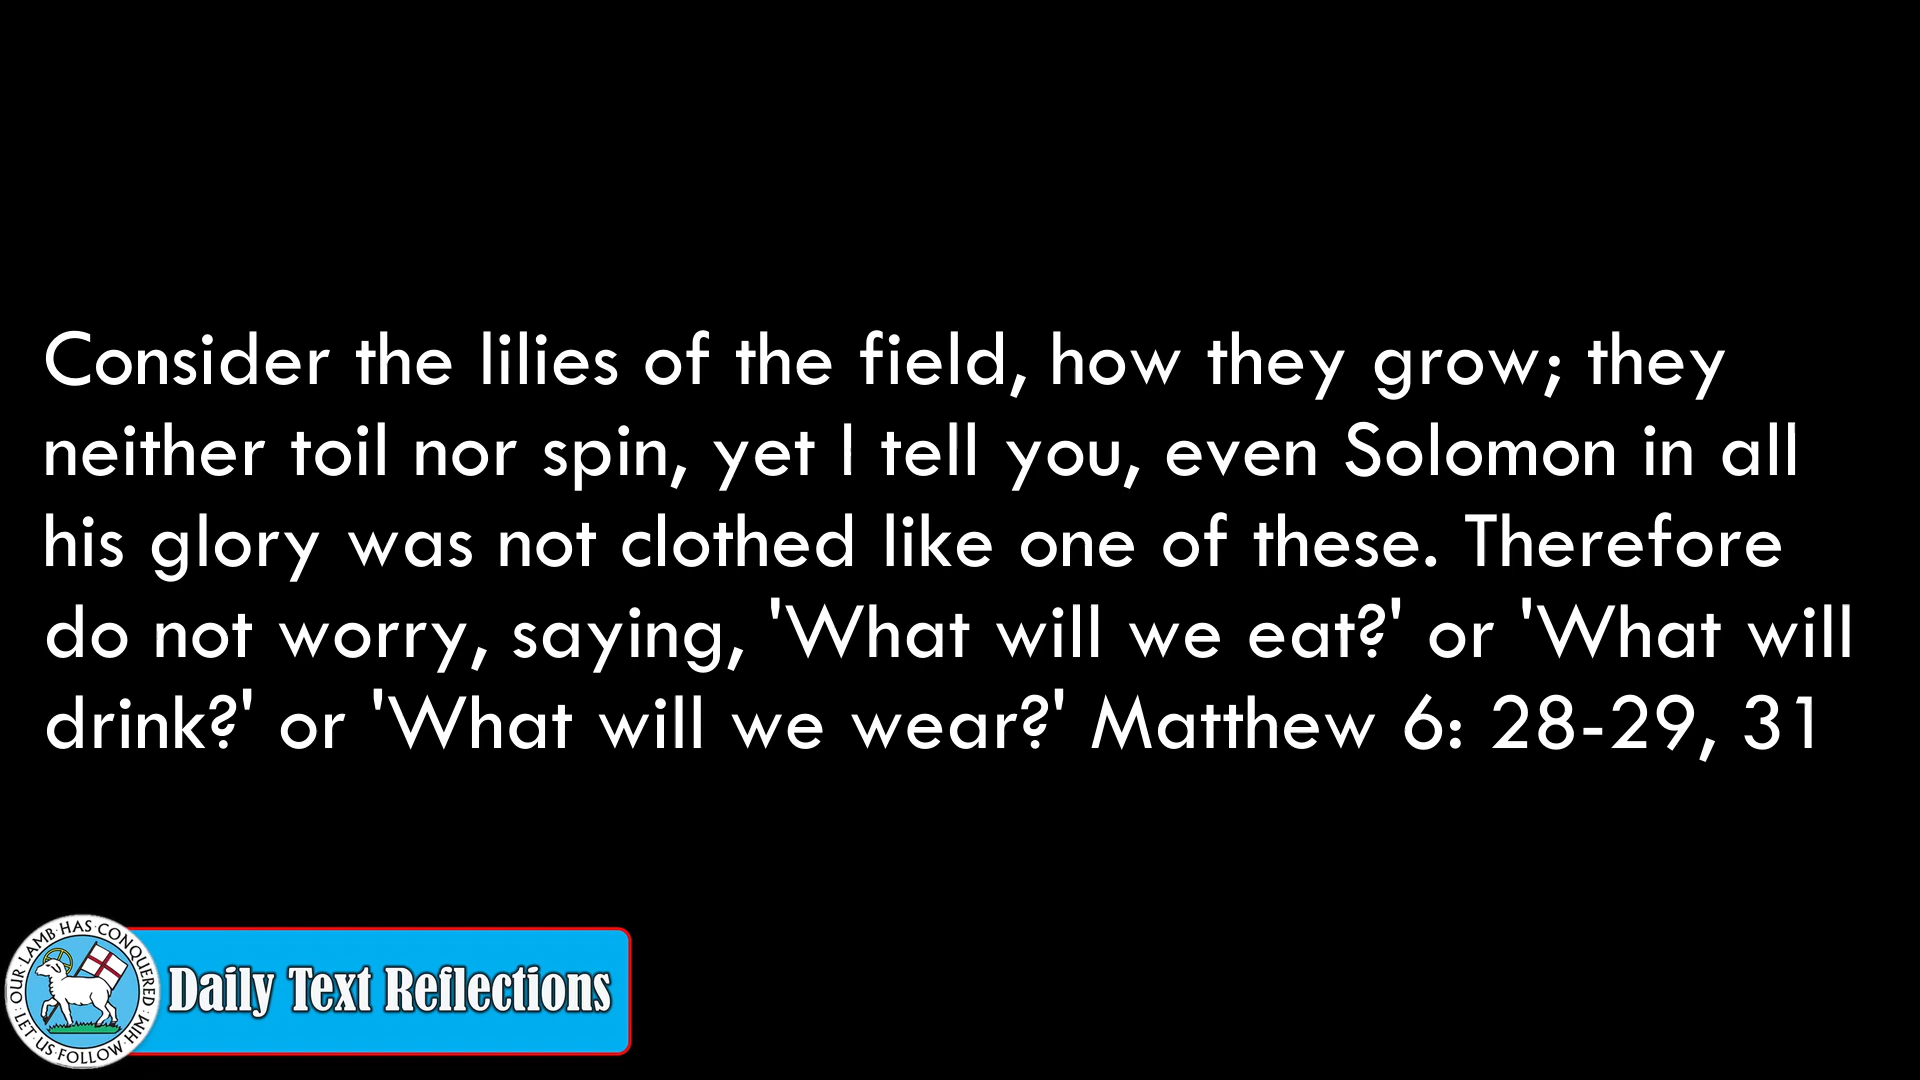 Consider the lilies of the field, how they grow; they
neither toil nor spin, yet I tell you, even Solomon in all
his glory was not clothed like one of these. Therefore
do not worry, saying, 'What will we eat?' or 'What will
drink?' or 'What will we wear?' Matthew 6: 28-29, 31
OUR·LAMB·HAS·CONQUERED·
LET·US·FOLLOW·HIM·
Daily Text Reflections